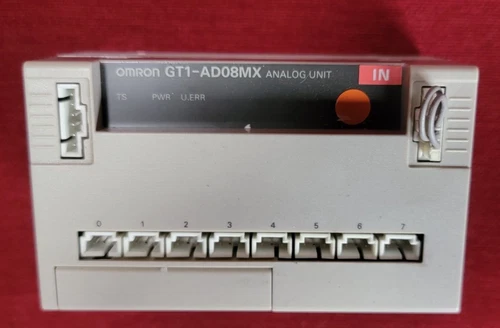 OMRON GT1-AD08MX ANALOG UNIT IN
TS PWR U.ERR
0 1 2 3 4 5 6 7